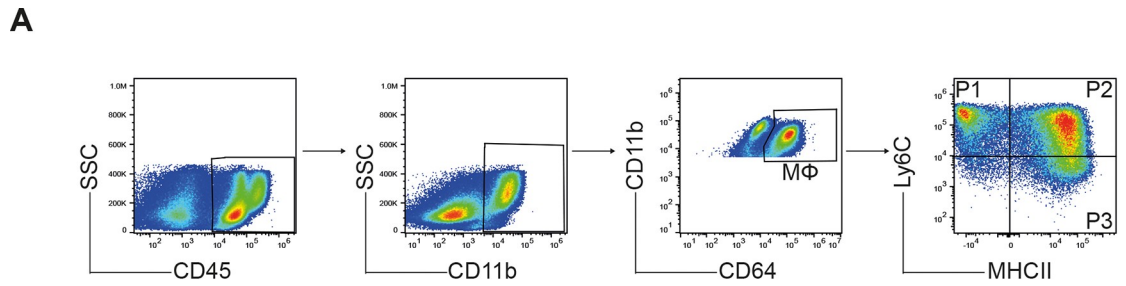 A
1.0M
800K
600K
400K
200K
0
SSC
10² 10³ 10⁴ 10⁵ 10⁶
CD45
1.0M
800K
600K
400K
200K
0
SSC
10¹ 10² 10³ 10⁴ 10⁵ 10⁶
CD11b
10⁶
10⁵
10⁴
10³
10²
10¹
CD11b
MΦ
10¹ 10² 10³ 10⁴ 10⁵ 10⁶ 10⁷
CD64
P1 P2
10⁶
10⁵
10⁴
10³
10²
Ly6C
P3
-10⁴ 0 10⁴ 10⁵
MHCII